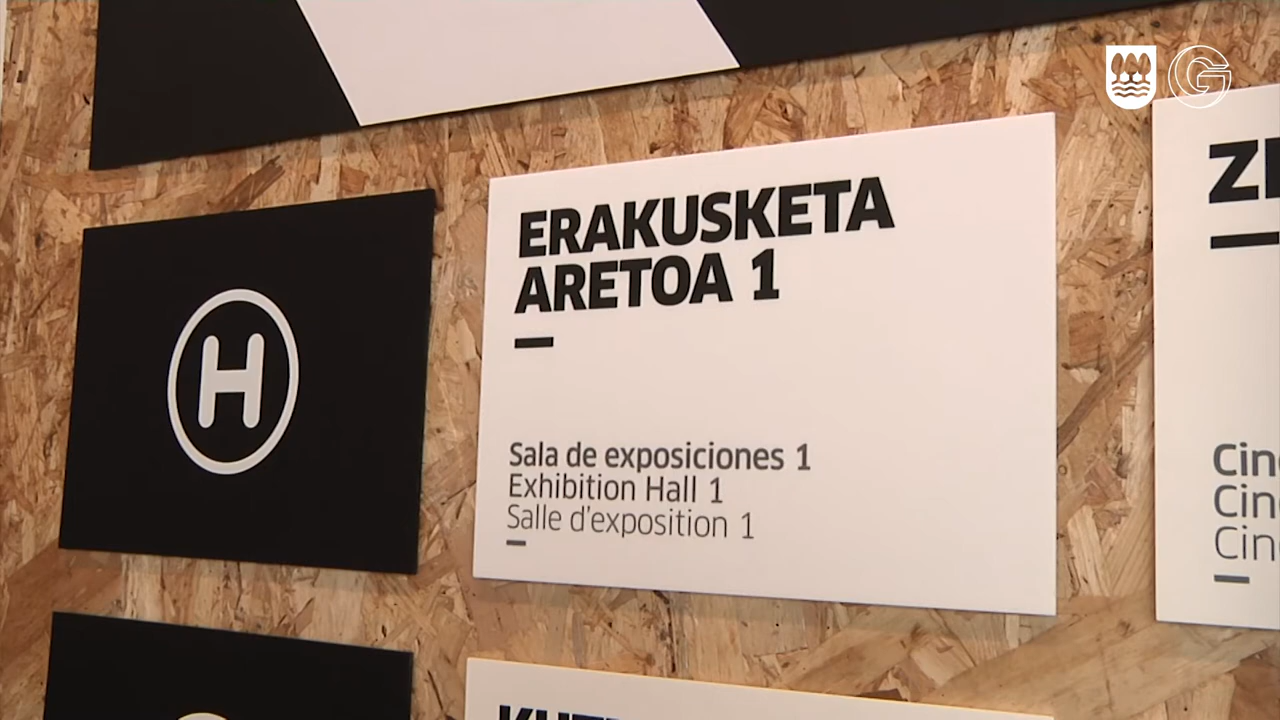 H
ERAKUSKETA
ARETOA 1
Sala de exposiciones 1
Exhibition Hall 1
Salle d'exposition 1
G